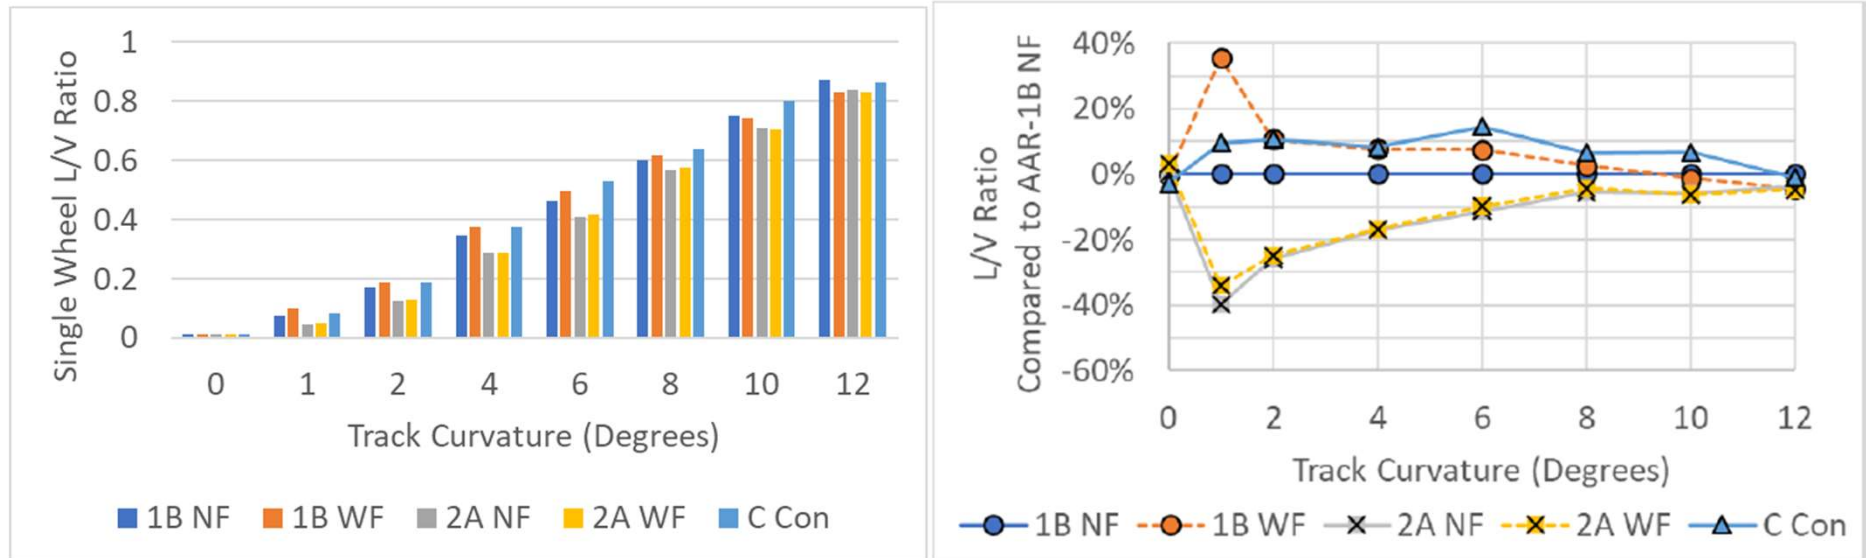 Single Wheel L/V Ratio
1
0.8
0.6
0.4
0.2
0
0 1 2 4 6 8 10 12
Track Curvature (Degrees)
1B NF 1B WF 2A NF 2A WF C Con
L/V Ratio
Compared to AAR-1B NF
40%
20%
0%
-20%
-40%
-60%
0 2 4 6 8 10 12
Track Curvature (Degrees)
1B NF 1B WF 2A NF 2A WF C Con